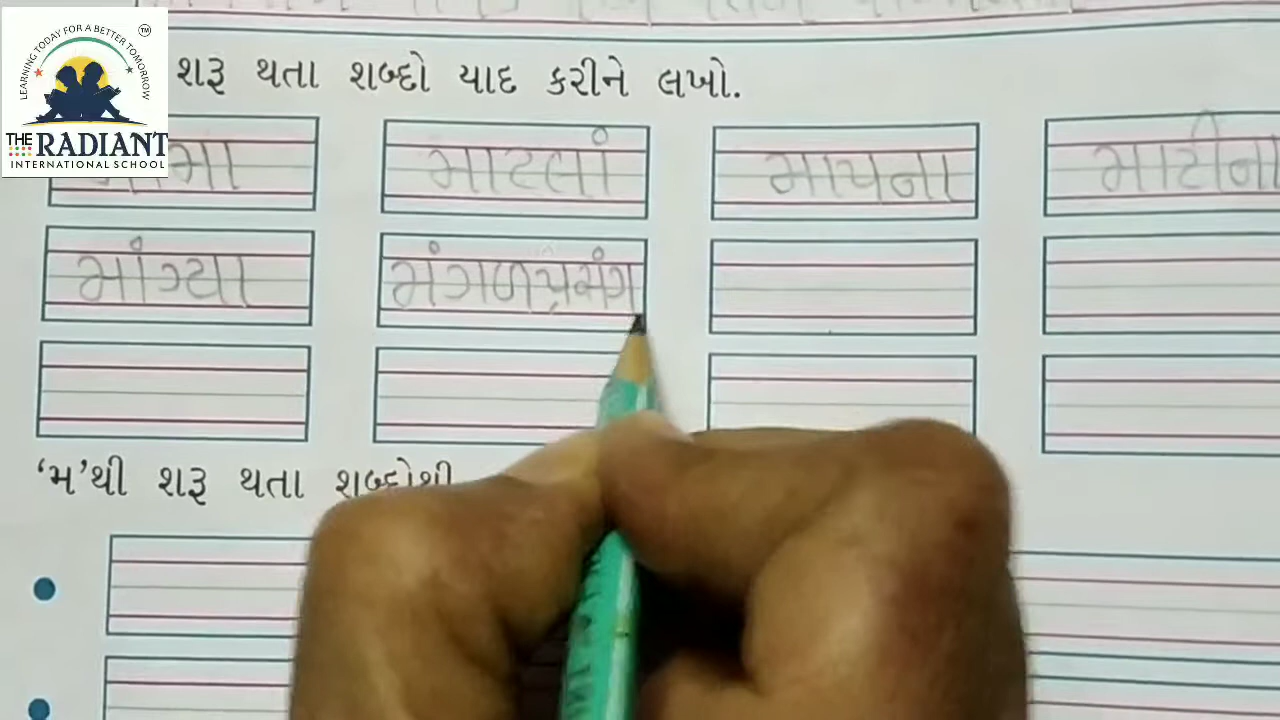 LEARNING TODAY FOR A BETTER TOMORROW
TM
THE RADIANT
INTERNATIONAL SCHOOL
શરૂ થતા શબ્દો યાદ કરીને લખો.
માટલાં માપના માટીના
માંગ્યા મંગળપ્રસંગ
‘મ’થી શરૂ થતા શબ્દોથી